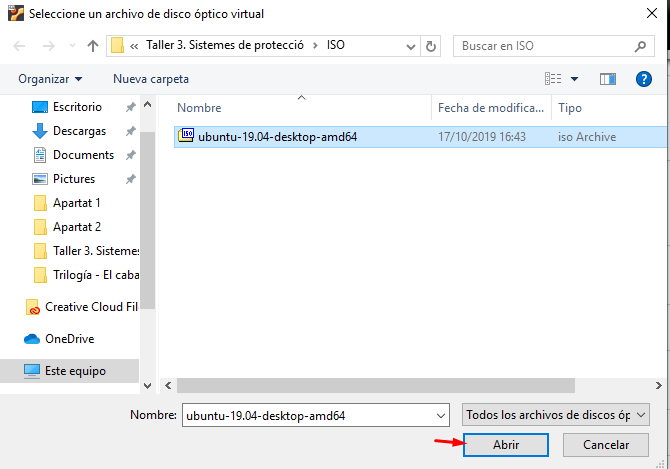 Seleccione un archivo de disco óptico virtual
« Taller 3. Sistemes de protecció > ISO
Buscar en ISO
Organizar
Nueva carpeta
Nombre
Fecha de modifica...
Tipo
Escritorio
Descargas
Documents
Pictures
Apartat 1
Apartat 2
Taller 3. Sistemes
Trilogía - El caba
Creative Cloud Fil
OneDrive
Este equipo
ISO
ubuntu-19.04-desktop-amd64
17/10/2019 16:43
iso Archive
Nombre:
ubuntu-19.04-desktop-amd64
Todos los archivos de discos óp
Abrir
Cancelar